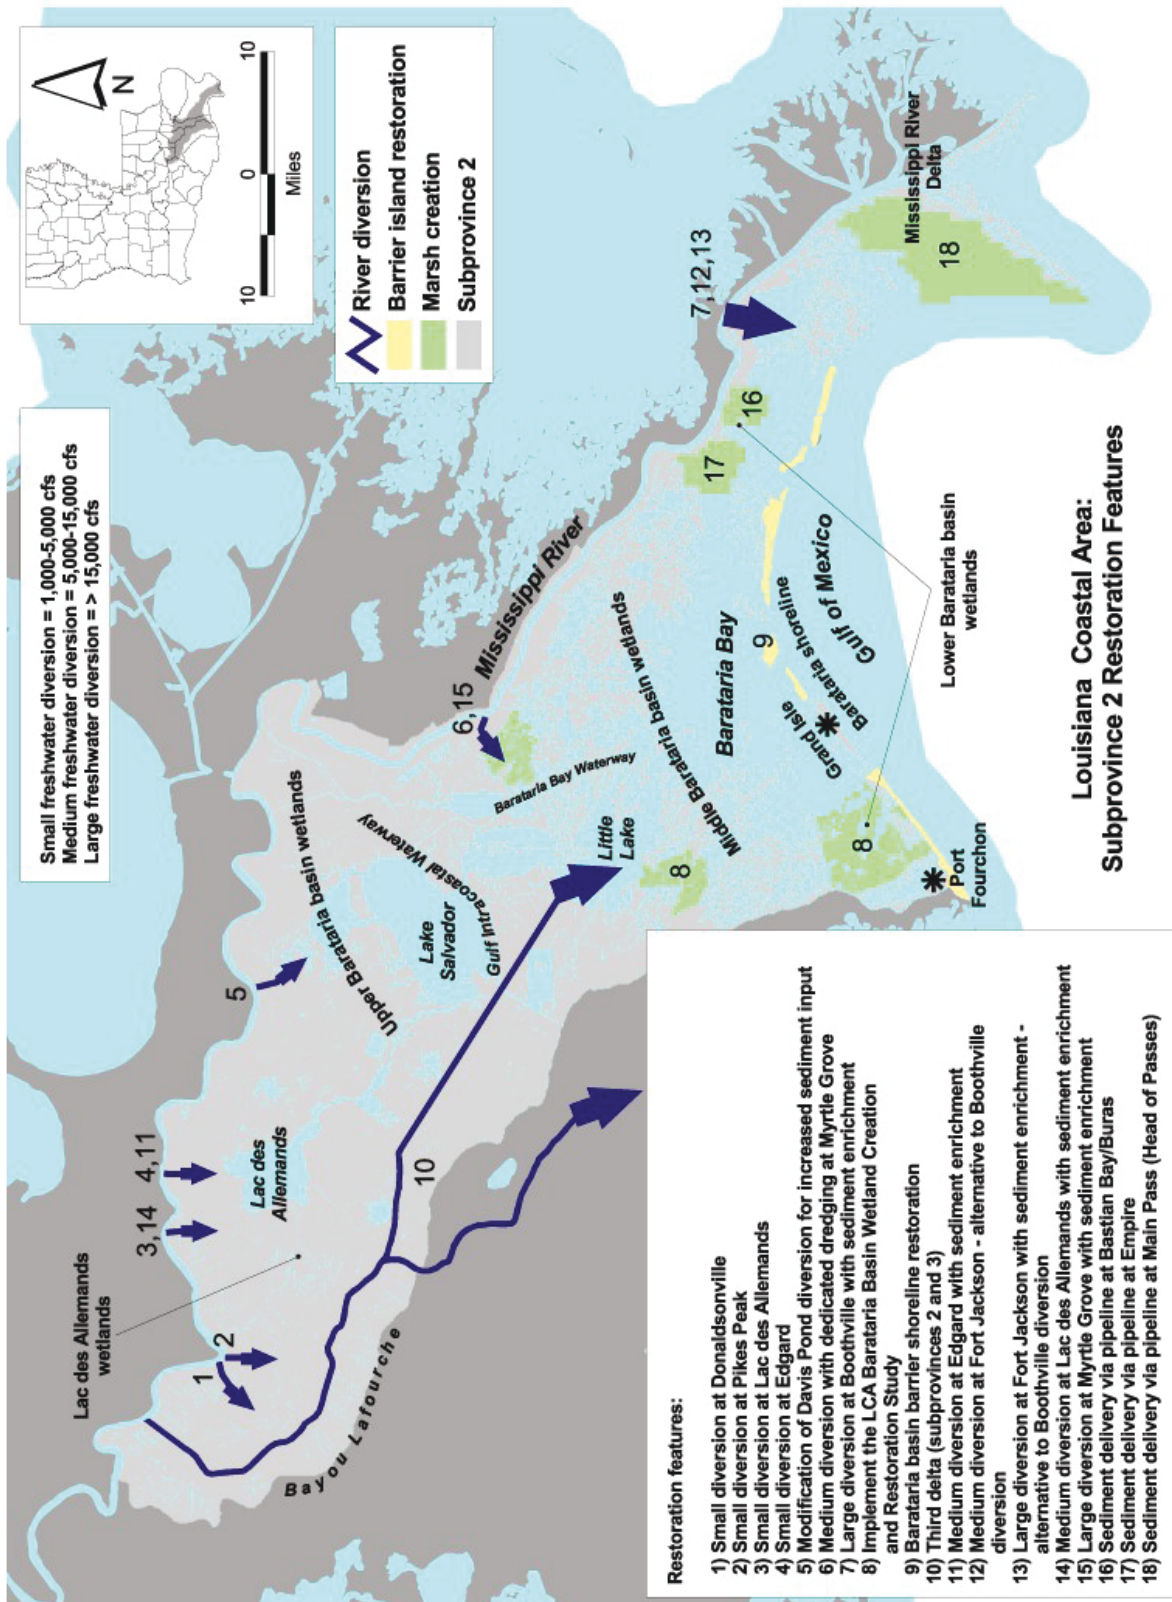 Small freshwater diversion = 1,000-5,000 cfs
Medium freshwater diversion = 5,000-15,000 cfs
Large freshwater diversion = > 15,000 cfs
N
10
0
10
Miles
River diversion
Barrier island restoration
Marsh creation
Subprovince 2
Lac des Allemands
wetlands
1
2
3,14
4,11
5
6,15
7,12,13
Lac des
Allemands
Upper Barataria basin wetlands
Lake
Salvador
Gulf Intracoastal Waterway
Barataria Bay Waterway
Mississippi River
Bayou Lafourche
10
Little
Lake
Middle Barataria basin wetlands
Barataria Bay
8
8
9
Grand Isle
Barataria shoreline
Gulf of Mexico
17
16
18
Mississippi River
Delta
Port
Fourchon
Lower Barataria basin
wetlands
Louisiana Coastal Area:
Subprovince 2 Restoration Features
Restoration features:
1) Small diversion at Donaldsonville
2) Small diversion at Pikes Peak
3) Small diversion at Lac des Allemands
4) Small diversion at Edgard
5) Modification of Davis Pond diversion for increased sediment input
6) Medium diversion with dedicated dredging at Myrtle Grove
7) Large diversion at Boothville with sediment enrichment
8) Implement the LCA Barataria Basin Wetland Creation
and Restoration Study
9) Barataria basin barrier shoreline restoration
10) Third delta (subprovinces 2 and 3)
11) Medium diversion at Edgard with sediment enrichment
12) Medium diversion at Fort Jackson - alternative to Boothville
diversion
13) Large diversion at Fort Jackson with sediment enrichment -
alternative to Boothville diversion
14) Medium diversion at Lac des Allemands with sediment enrichment
15) Large diversion at Myrtle Grove with sediment enrichment
16) Sediment delivery via pipeline at Bastian Bay/Buras
17) Sediment delivery via pipeline at Empire
18) Sediment delivery via pipeline at Main Pass (Head of Passes)